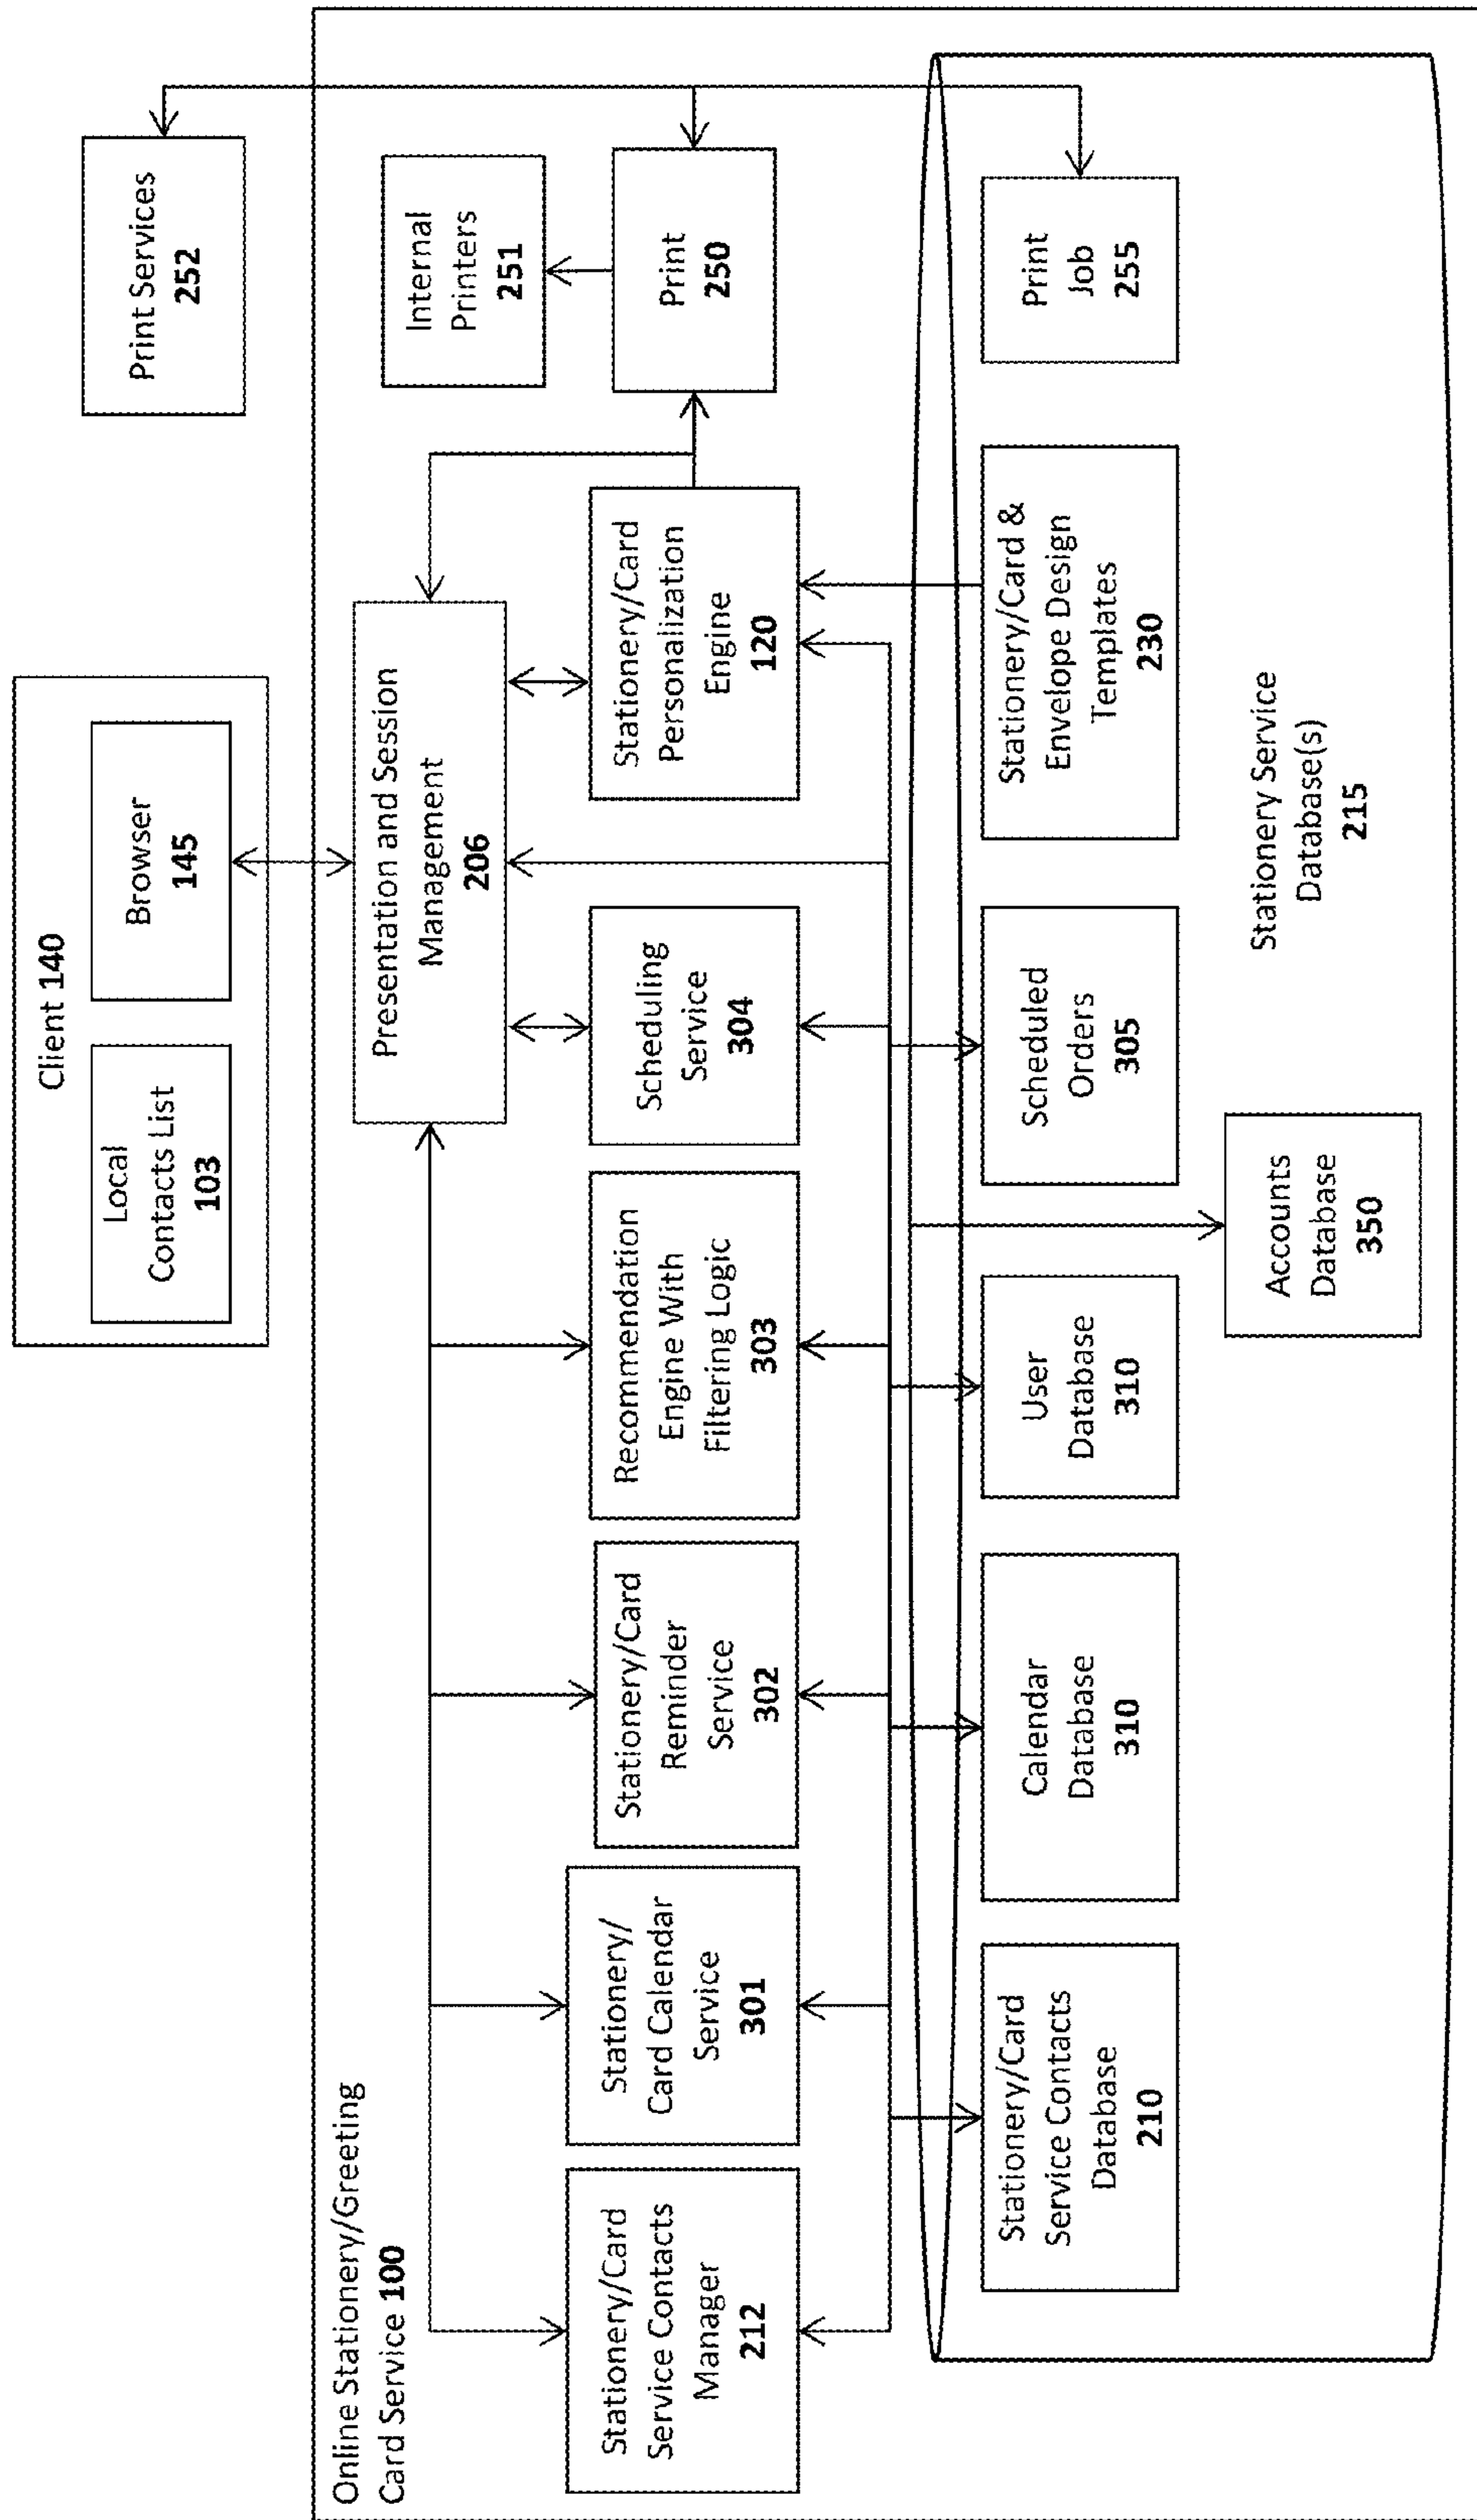 Client 140
Local
Contacts List
103
Browser
145
Print Services
252
Online Stationery/Greeting
Card Service 100
Presentation and Session
Management
206
Internal
Printers
251
Stationery/Card
Service Contacts
Manager
212
Stationery/
Card Calendar
Service
301
Stationery/Card
Reminder
Service
302
Recommendation
Engine With
Filtering Logic
303
Scheduling
Service
304
Stationery/Card
Personalization
Engine
120
Print
250
Stationery/Card
Service Contacts
Database
210
Calendar
Database
310
User
Database
310
Scheduled
Orders
305
Stationery/Card &
Envelope Design
Templates
230
Print
Job
255
Accounts
Database
350
Stationery Service
Database(s)
215